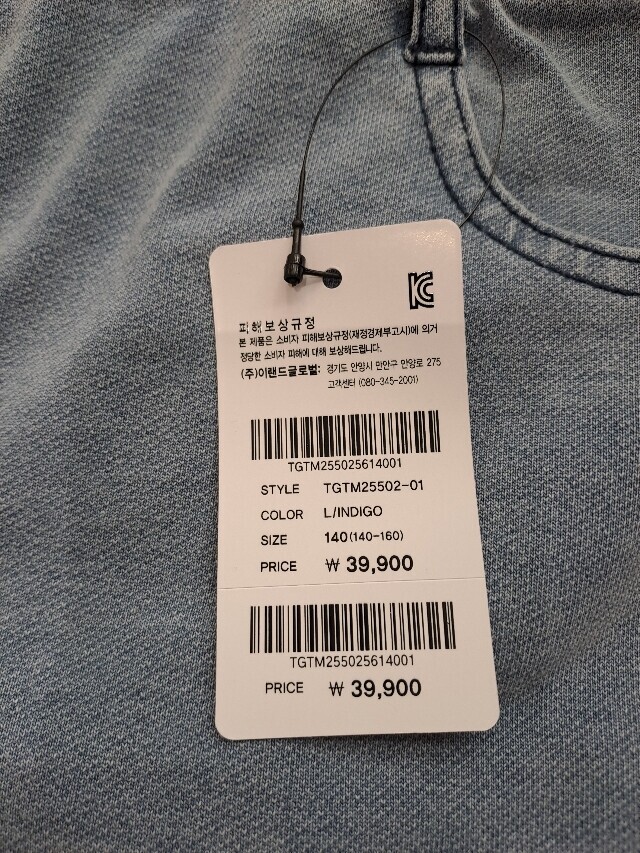 KC
피해보상규정
본 제품은 소비자 피해보상규정(재정경제부고시)에 의거
정당한 소비자 피해에 대해 보상해드립니다.
(주)이랜드글로벌: 경기도 안양시 만안구 안양로 275
고객센터 (080-345-2001)
TGTM255025614001
STYLE TGTM25502-01
COLOR L/INDIGO
SIZE 140(140-160)
PRICE ₩ 39,900
TGTM255025614001
PRICE ₩ 39,900